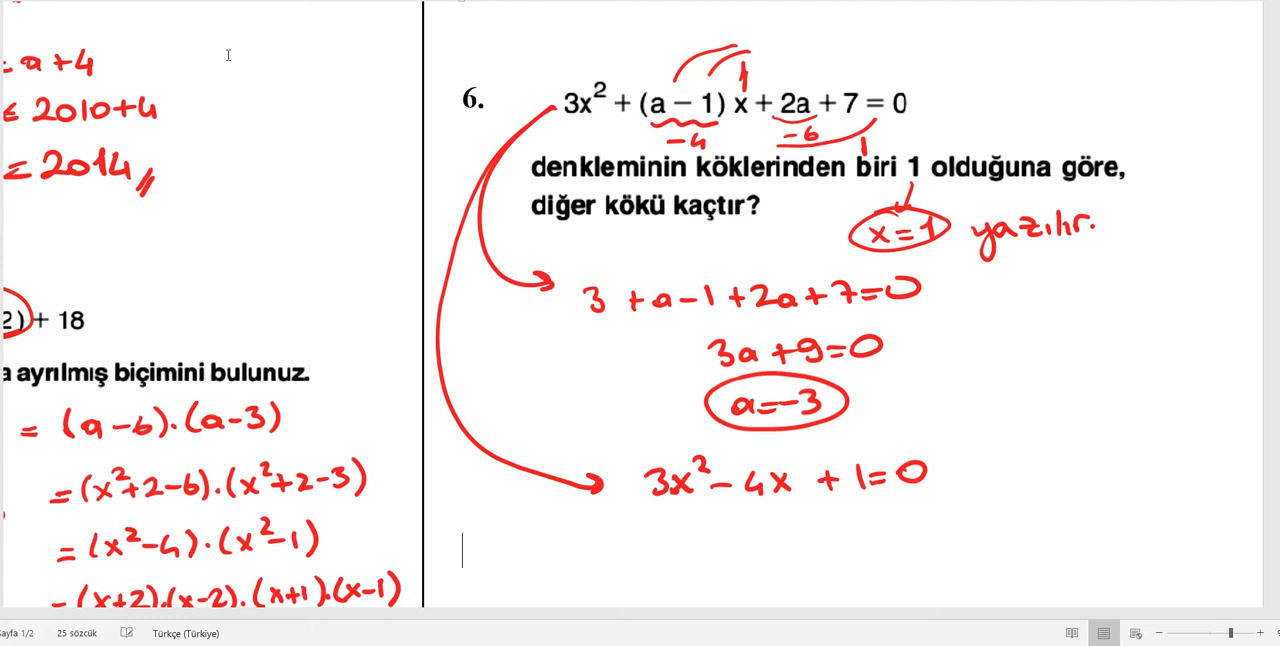 = a+4
= 2010+4
= 2014//
2) + 18
a ayrılmış biçimini bulunuz.
= (a-6).(a-3)
= (x²+2-6).(x²+2-3)
= (x²-4).(x²-1)
= (x+2).(x-2).(x+1).(x-1)
6. 3x² + (a − 1) x + 2a + 7 = 0
-4 -6 1
denkleminin köklerinden biri 1 olduğuna göre,
diğer kökü kaçtır?
x=1 yazılır.
3 +a-1+2a+7=0
3a+9=0
a=-3
3x²-4x+1=0
Sayfa 1/2 25 sözcük Türkçe (Türkiye)